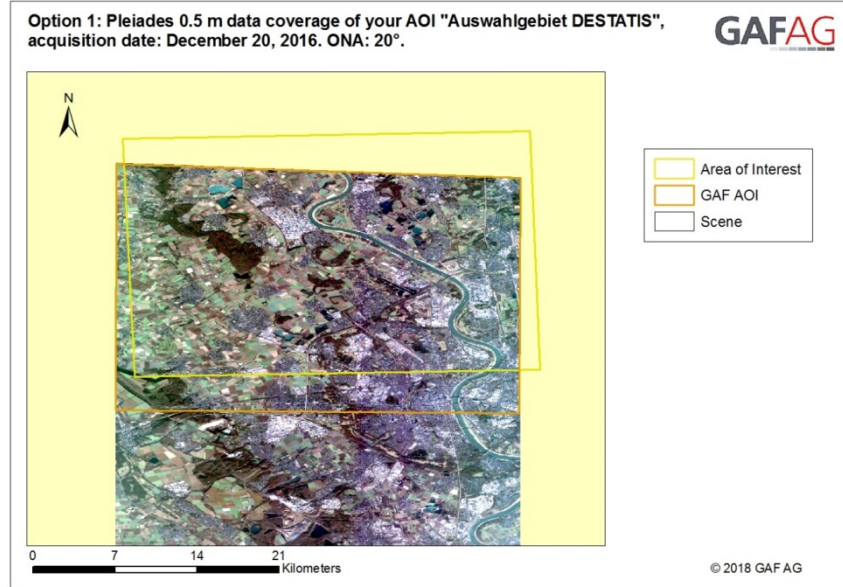 Option 1: Pleiades 0.5 m data coverage of your AOI "Auswahlgebiet DESTATIS",
acquisition date: December 20, 2016. ONA: 20°.
GAFAG
N
Area of Interest
GAF AOI
Scene
0 7 14 21
Kilometers
© 2018 GAF AG